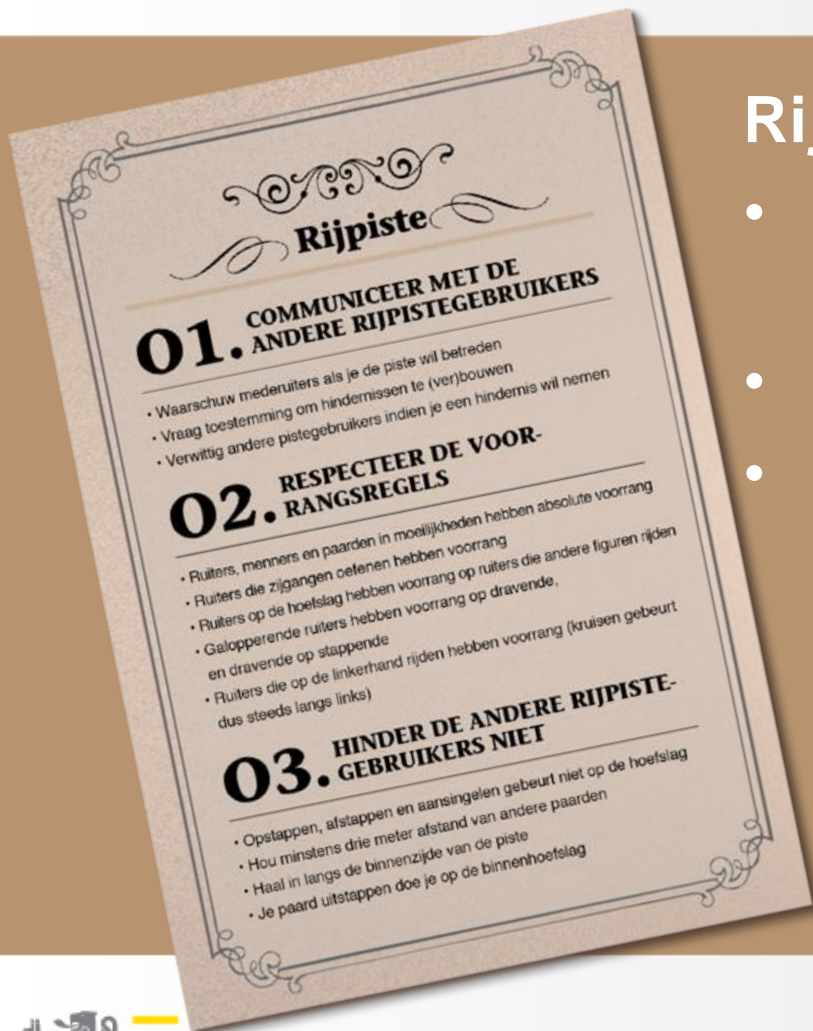 Rijpiste
01. COMMUNICEER MET DE
ANDERE RIJPISTEGEBRUIKERS
• Waarschuw mederuiters als je de piste wil betreden
• Vraag toestemming om hindernissen te (ver)bouwen
• Verwittig andere pistegebruikers indien je een hindernis wil nemen
02. RESPECTEER DE VOOR-
RANGSREGELS
• Ruiters, menners en paarden in moeilijkheden hebben absolute voorrang
• Ruiters die zijgangen oefenen hebben voorrang
• Ruiters op de hoefslag hebben voorrang op ruiters die andere figuren rijden
• Galopperende ruiters hebben voorrang op dravende,
en dravende op stappende
• Ruiters die op de linkerhand rijden hebben voorrang (kruisen gebeurt
dus steeds langs links)
03. HINDER DE ANDERE RIJPISTE-
GEBRUIKERS NIET
• Opstappen, afstappen en aansingelen gebeurt niet op de hoefslag
• Hou minstens drie meter afstand van andere paarden
• Haal in langs de binnenzijde van de piste
• Je paard uitstappen doe je op de binnenhoefslag